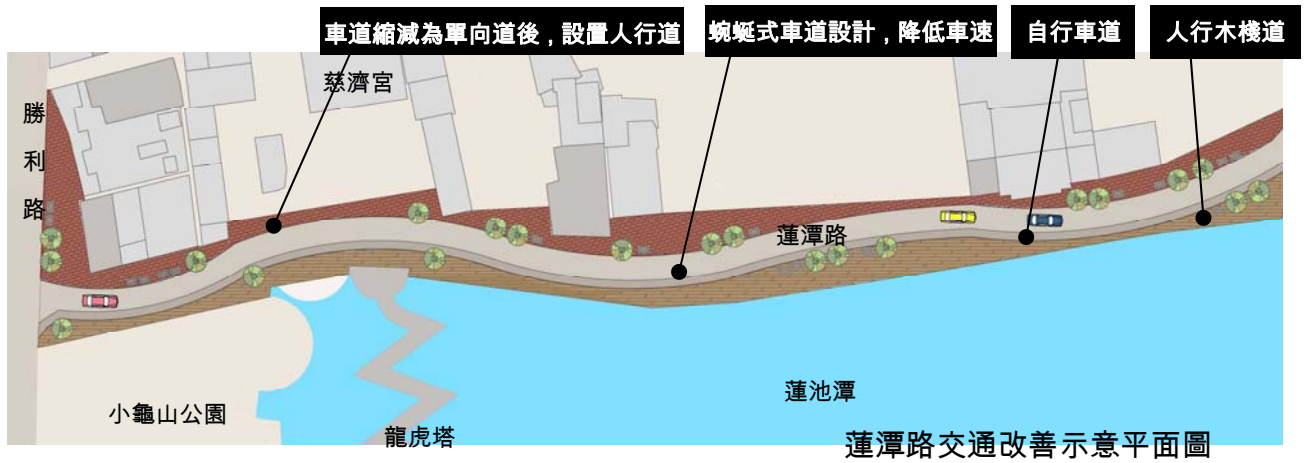 車道縮減為單向道後，設置人行道
蜿蜒式車道設計，降低車速
自行車道
人行木棧道
慈濟宮
勝利路
蓮潭路
小龜山公園
龍虎塔
蓮池潭
蓮潭路交通改善示意平面圖